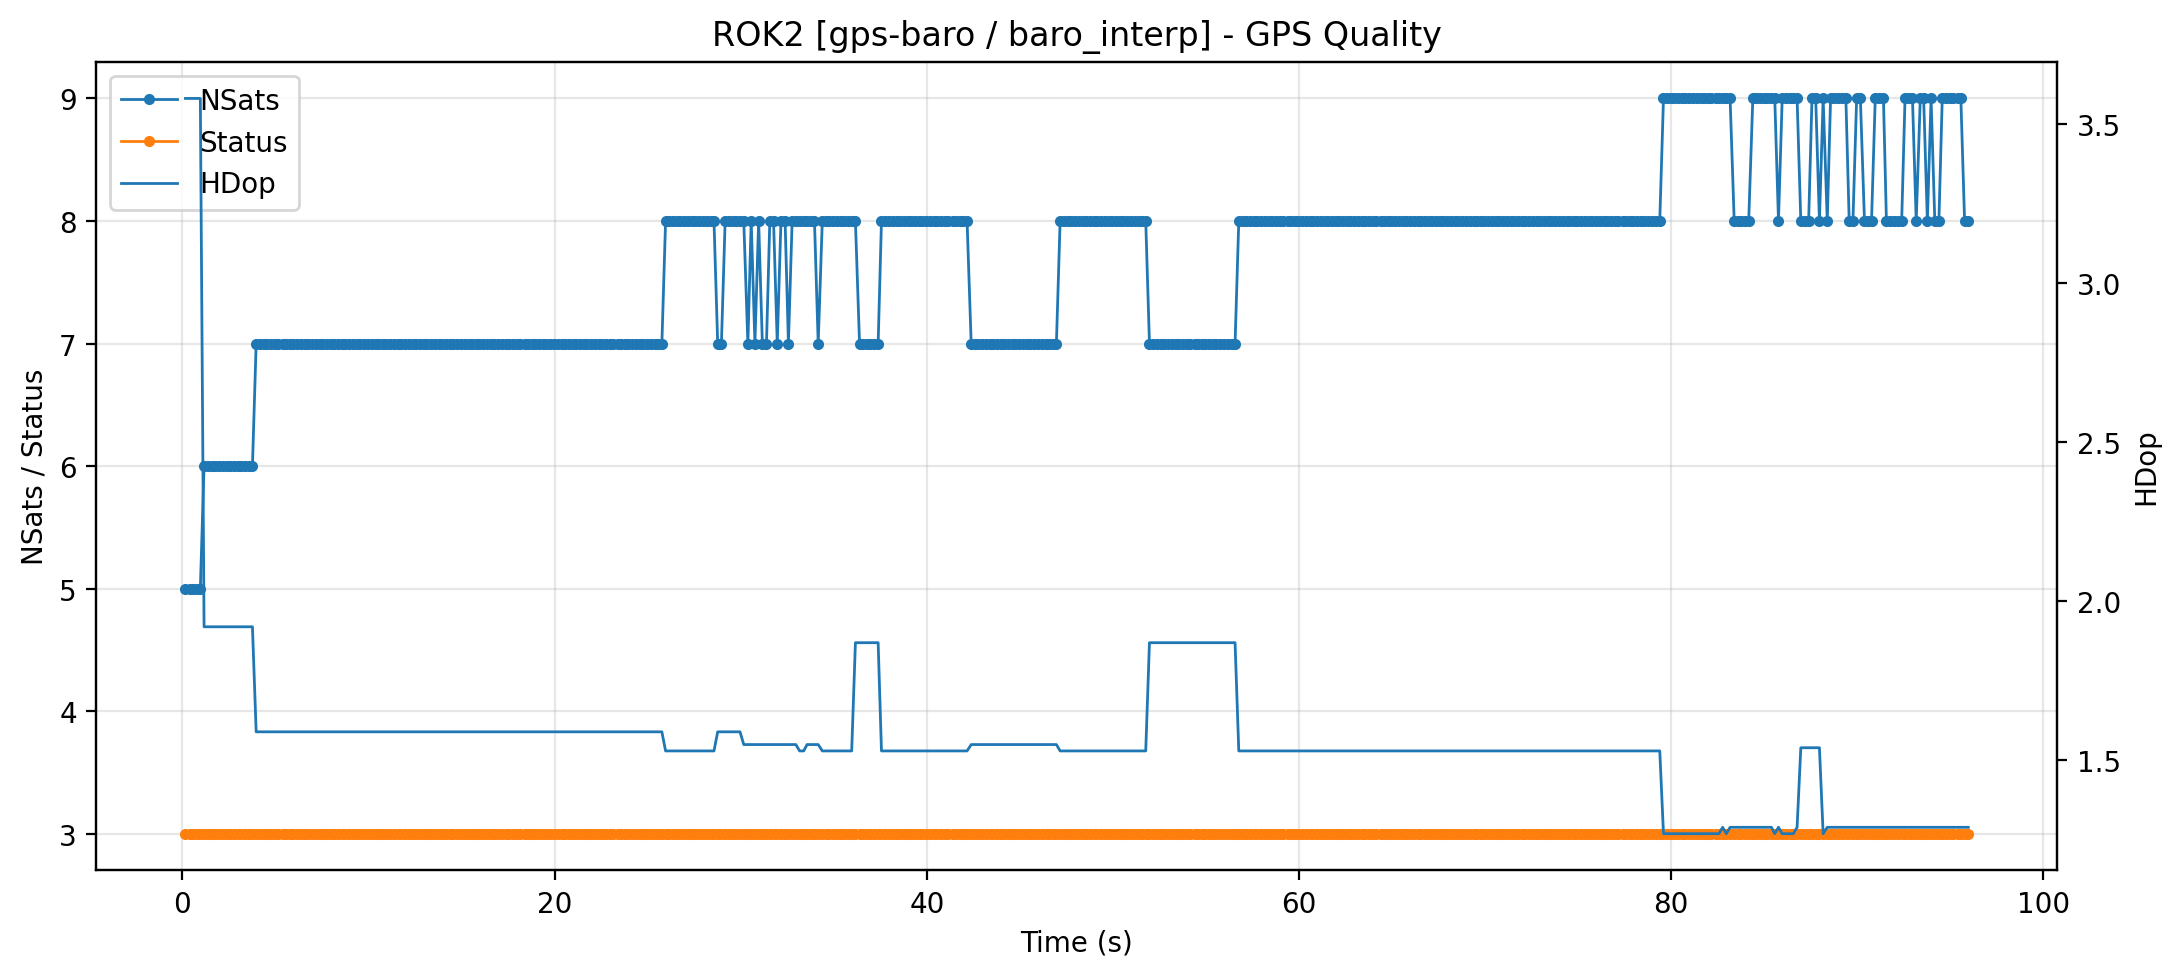 ROK2 [gps-baro / baro_interp] - GPS Quality
NSats
Status
HDop
9
8
7
6
5
4
3
NSats / Status
3.5
3.0
2.5
2.0
1.5
HDop
0
20
40
60
80
100
Time (s)